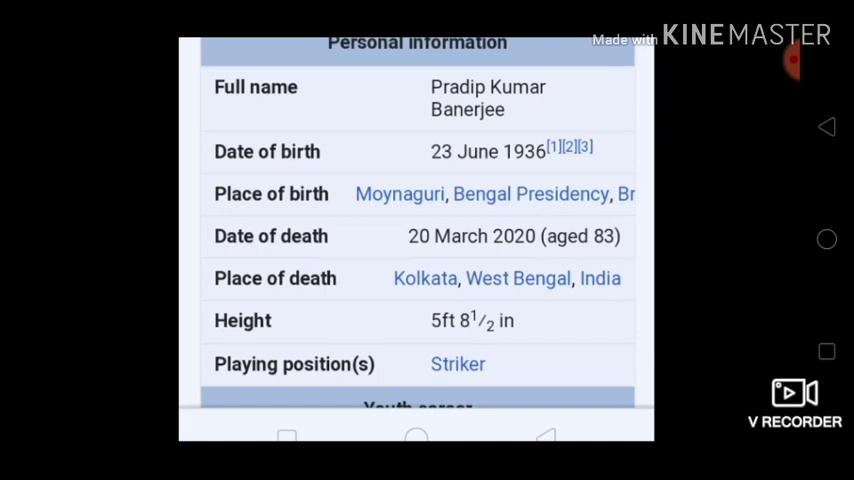 Made with KINEMASTER
Personal information
Full name Pradip Kumar
Banerjee
Date of birth 23 June 1936[1][2][3]
Place of birth Moynaguri, Bengal Presidency, Br
Date of death 20 March 2020 (aged 83)
Place of death Kolkata, West Bengal, India
Height 5ft 8 1/2 in
Playing position(s) Striker
Youth career
V RECORDER